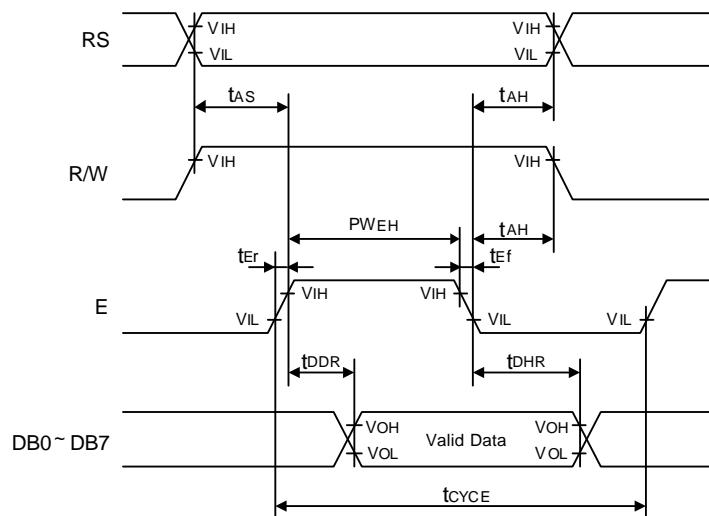 RS
VIH
VIL
VIH
VIL
tAS
tAH
R/W
VIH
VIH
PWEH
tAH
tEr
tEf
E
VIH
VIL
VIH
VIL
VIL
tDDR
tDHR
DB0~DB7
VOH
VOL
Valid Data
VOH
VOL
tCYCE